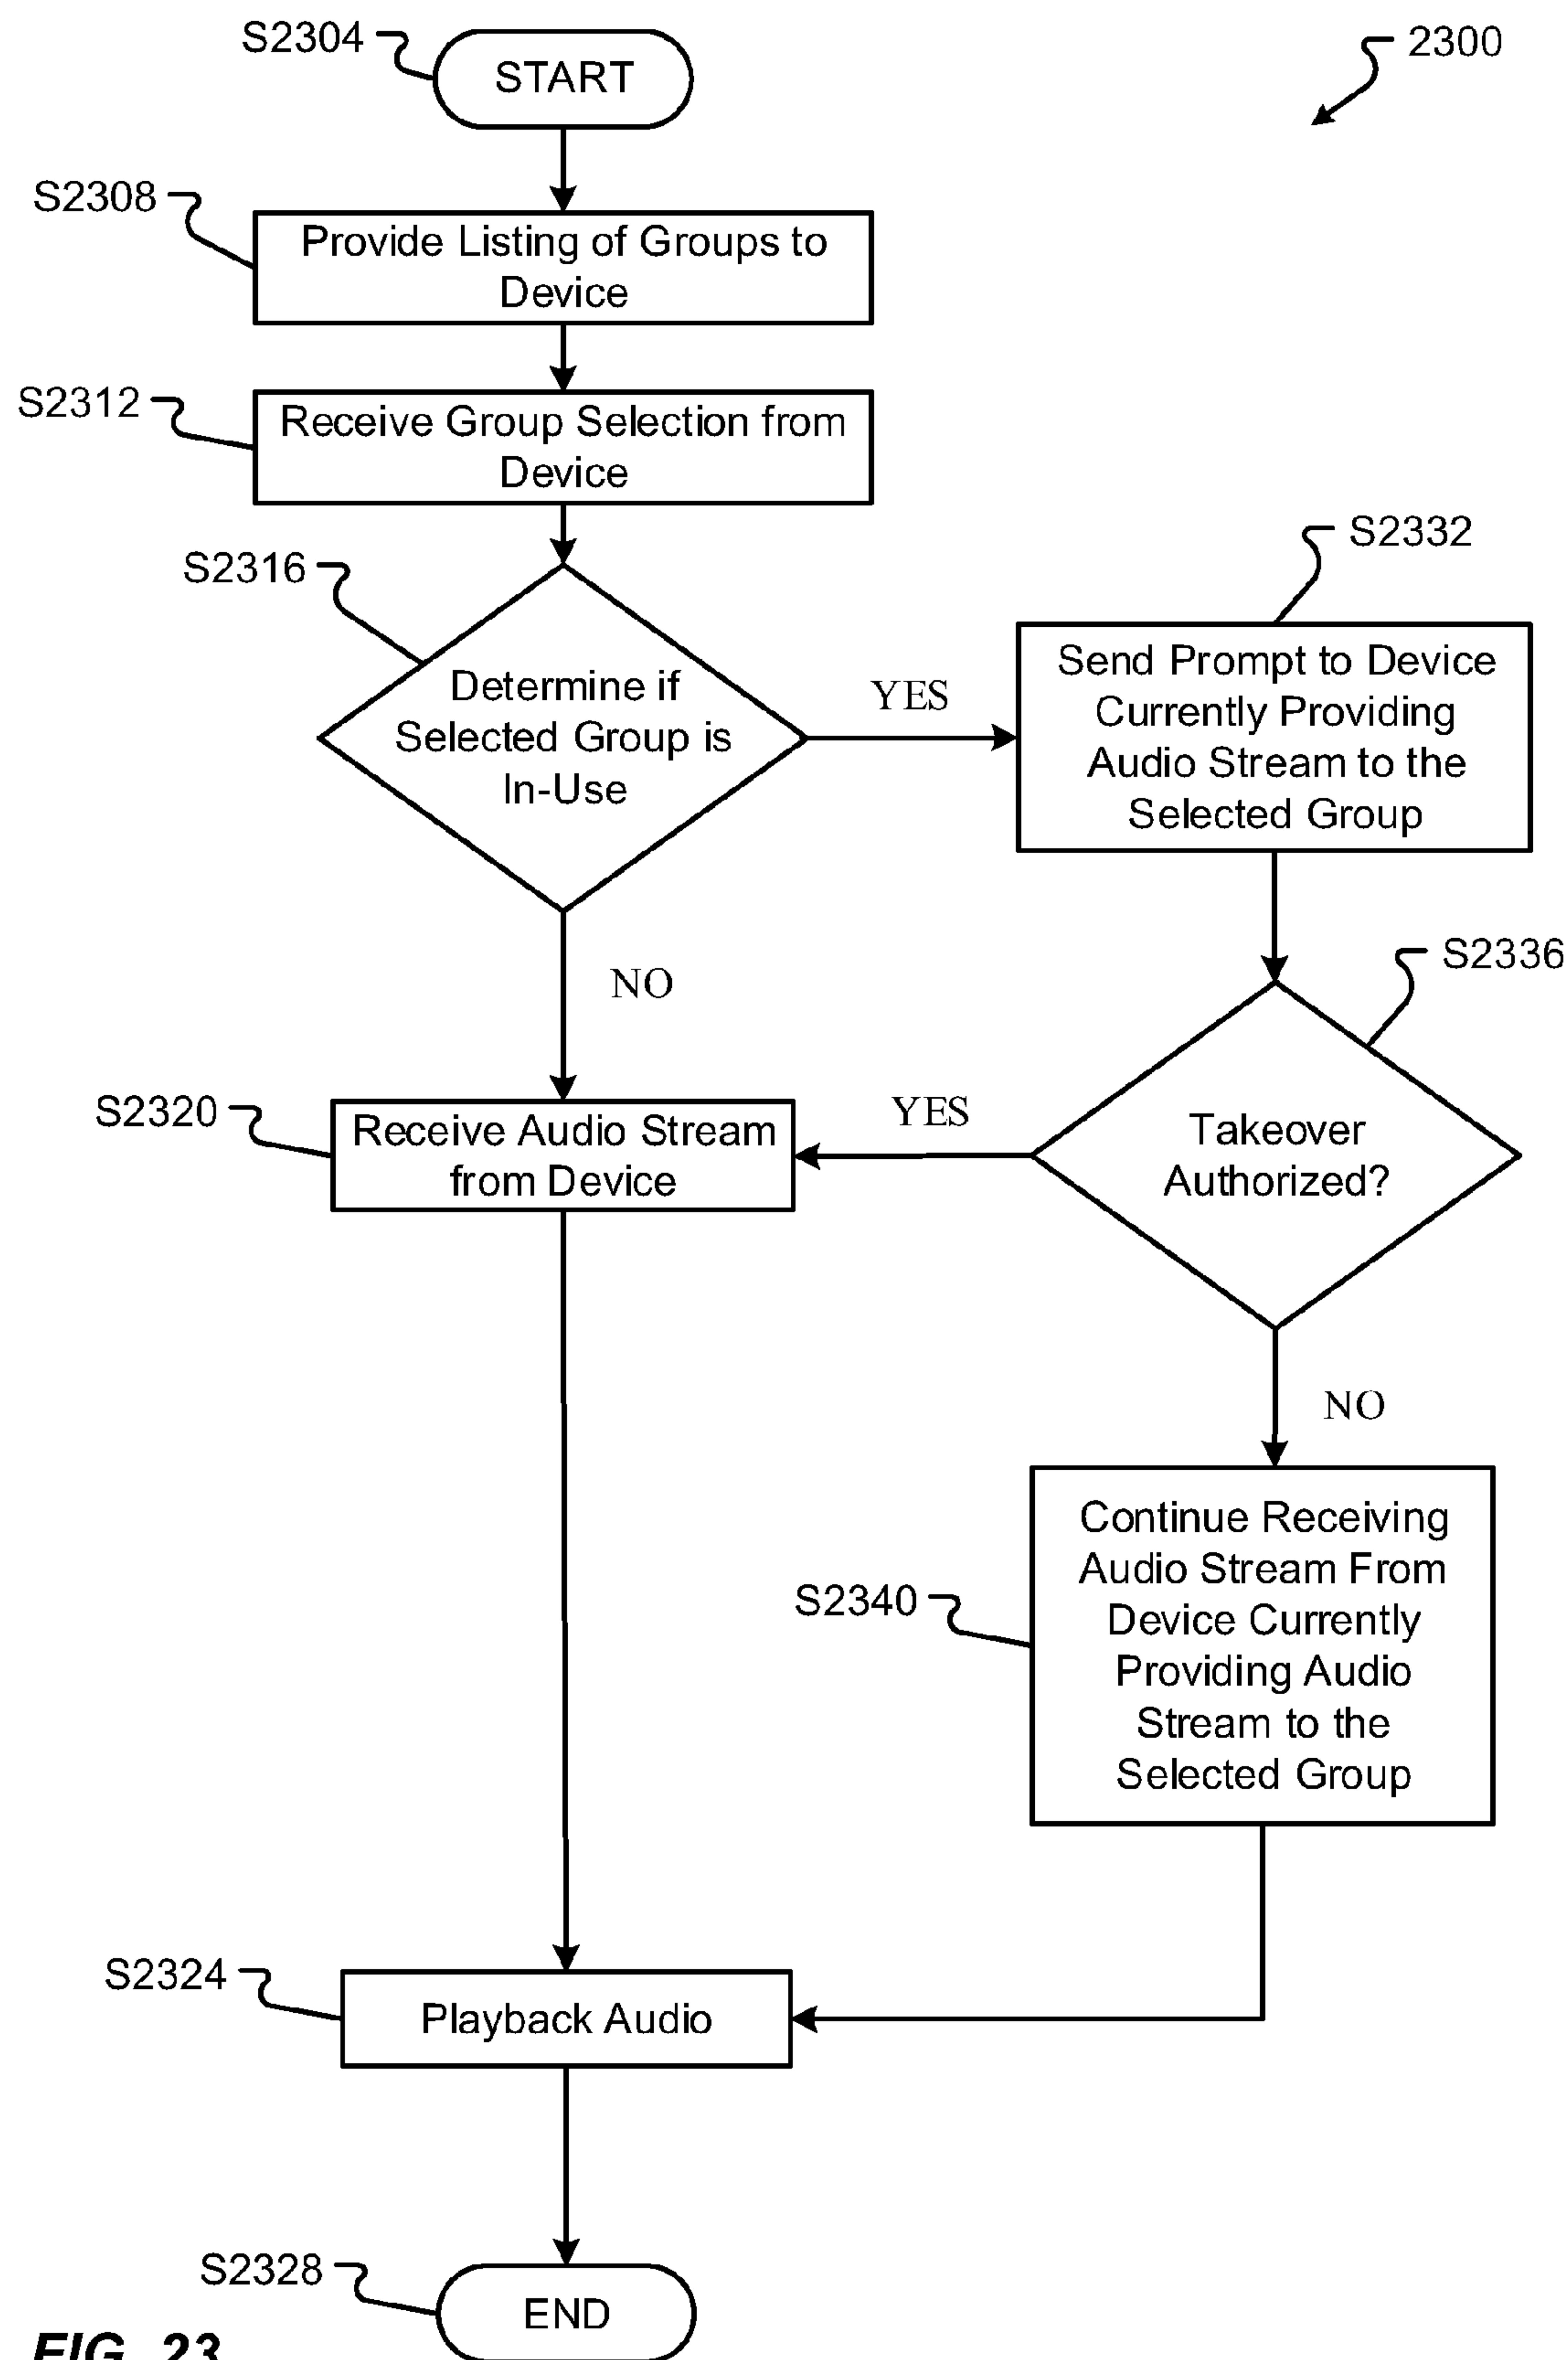 S2304
START
2300
S2308
Provide Listing of Groups to
Device
S2312
Receive Group Selection from
Device
S2316
Determine if
Selected Group is
In-Use
YES
S2332
Send Prompt to Device
Currently Providing
Audio Stream to the
Selected Group
NO
S2336
Takeover
Authorized?
YES
S2320
Receive Audio Stream
from Device
NO
S2340
Continue Receiving
Audio Stream From
Device Currently
Providing Audio
Stream to the
Selected Group
S2324
Playback Audio
S2328
END
FIG. 23